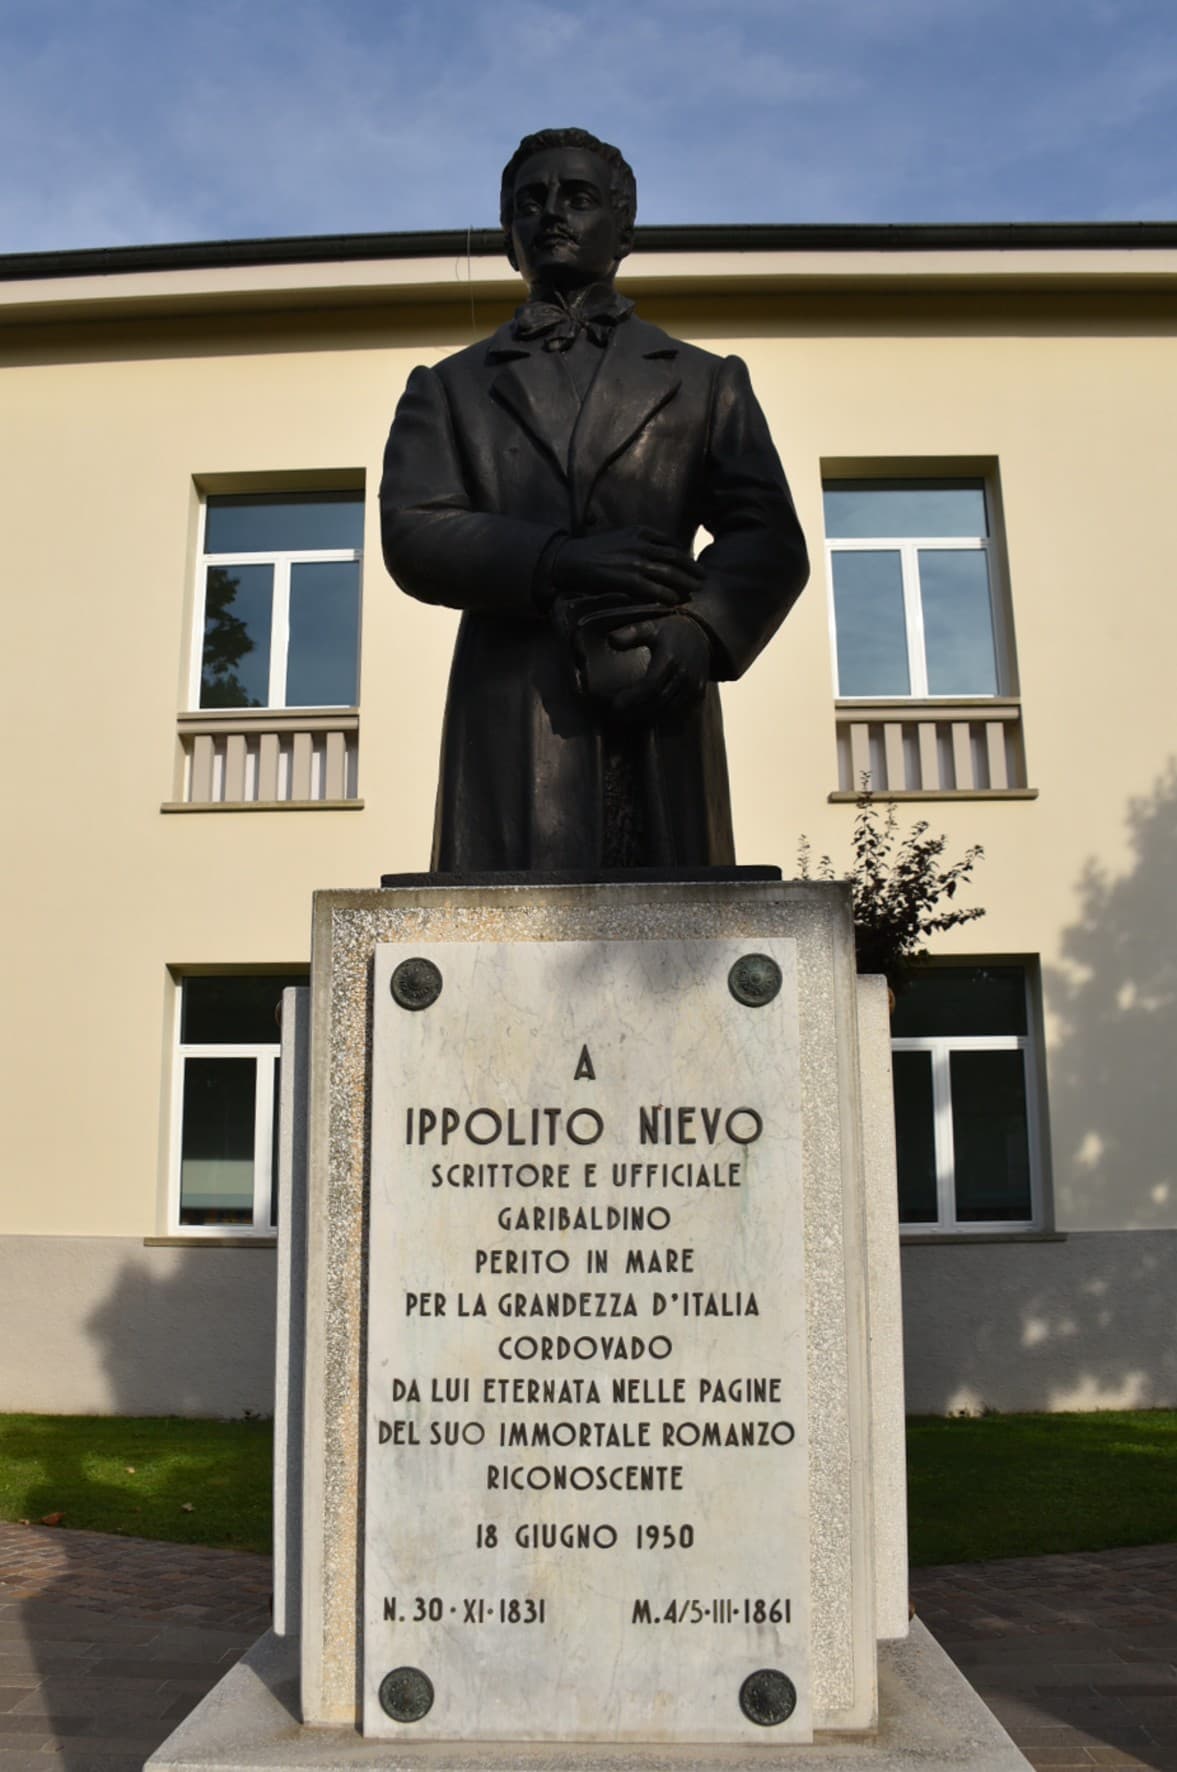 A
IPPOLITO NIEVO
SCRITTORE E UFFICIALE
GARIBALDINO
PERITO IN MARE
PER LA GRANDEZZA D'ITALIA
CORDOVADO
DA LUI ETERNATA NELLE PAGINE
DEL SUO IMMORTALE ROMANZO
RICONOSCENTE
18 GIUGNO 1950
N. 30·XI·1831 M.4/5·III·1861